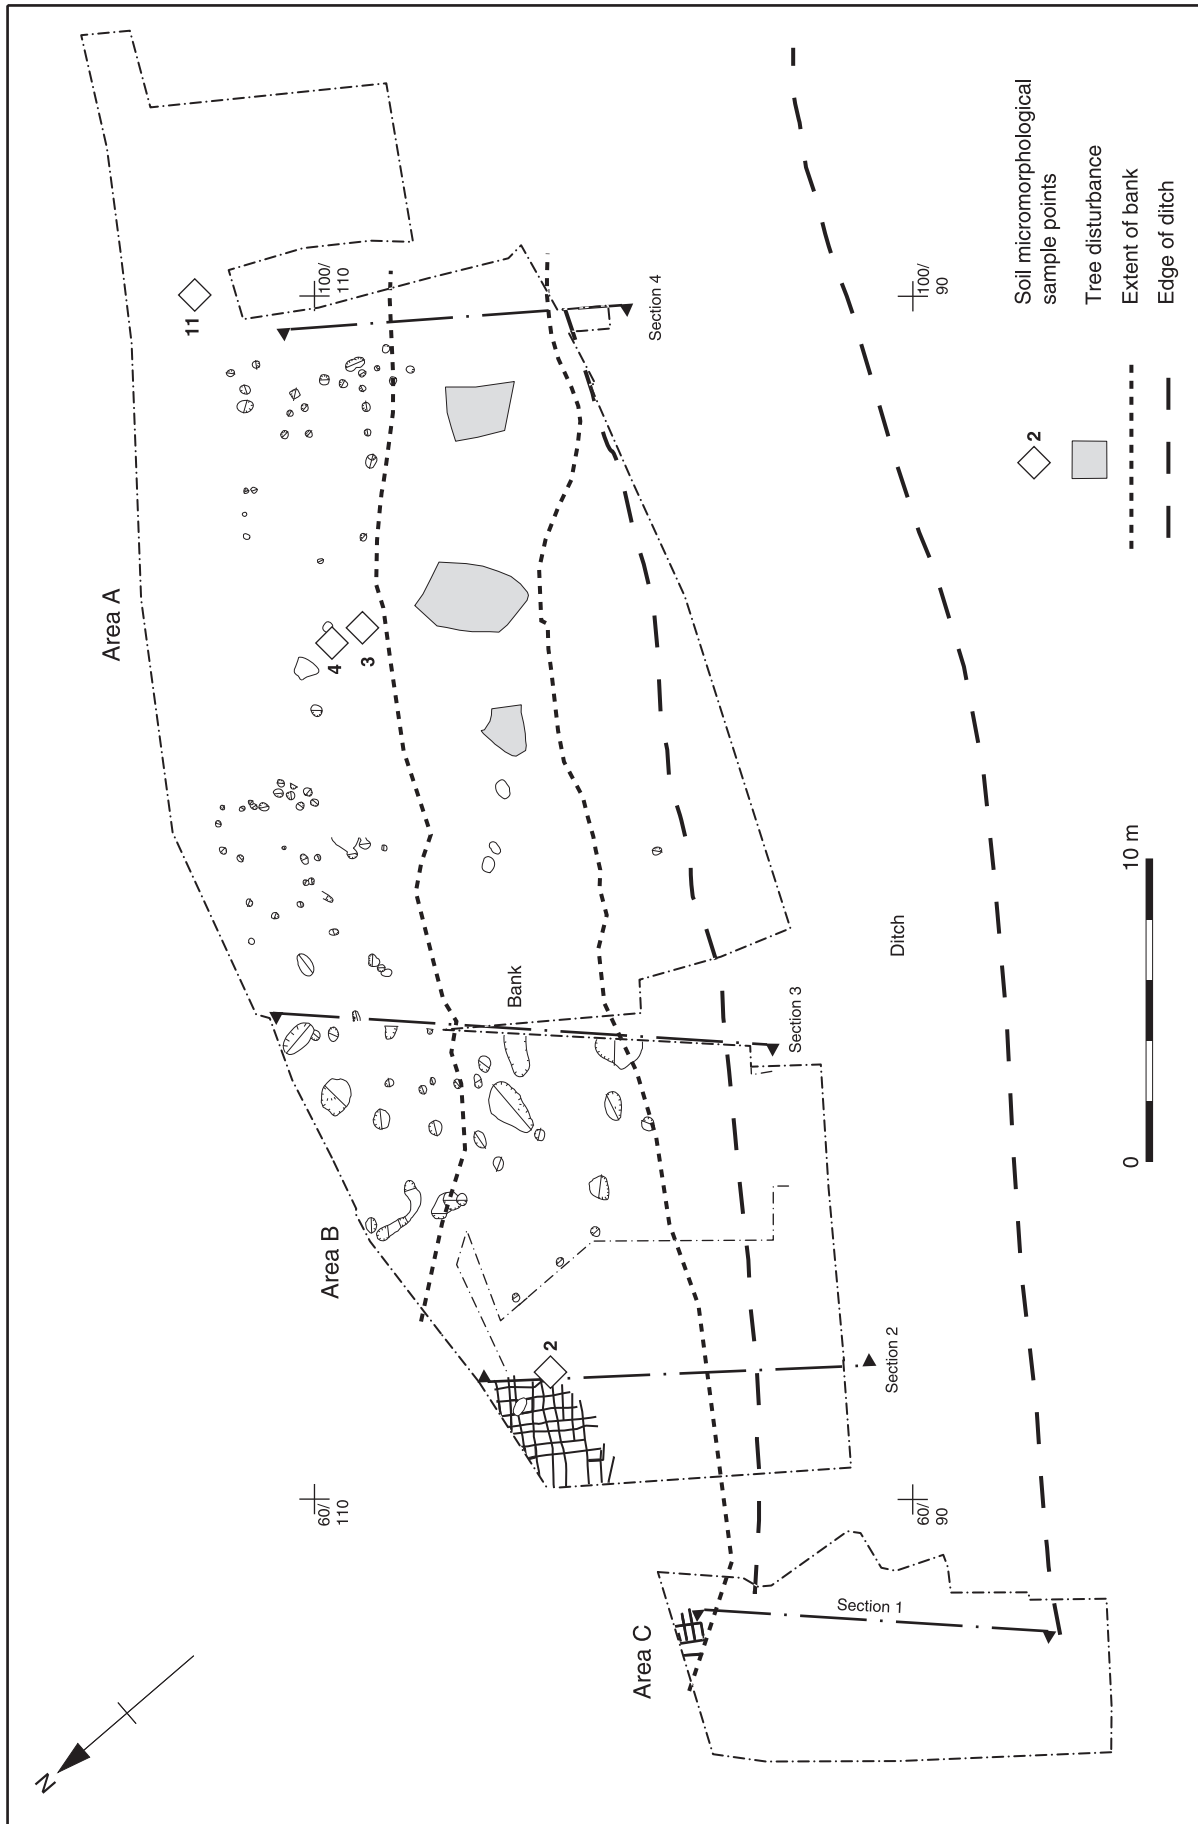 Area A
11
100/
110
Section 4
4
3
100/
90
Soil micromorphological
sample points
Tree disturbance
Extent of bank
Edge of ditch
2
Bank
Section 3
Ditch
0
10 m
Area B
2
Section 2
60/
110
60/
90
Area C
Section 1
N